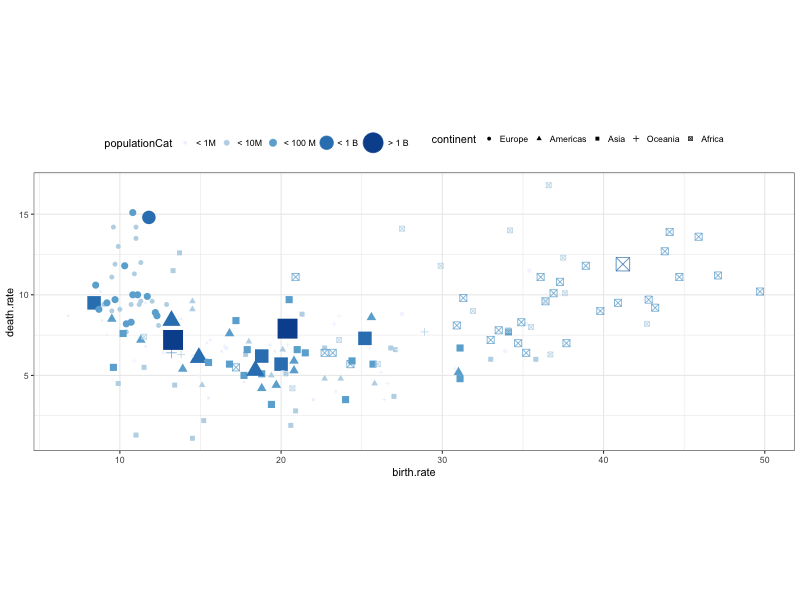 populationCat < 1M < 10M < 100 M < 1 B > 1 B continent Europe Americas Asia Oceania Africa
15
10
5
death.rate
10 20 30 40 50
birth.rate